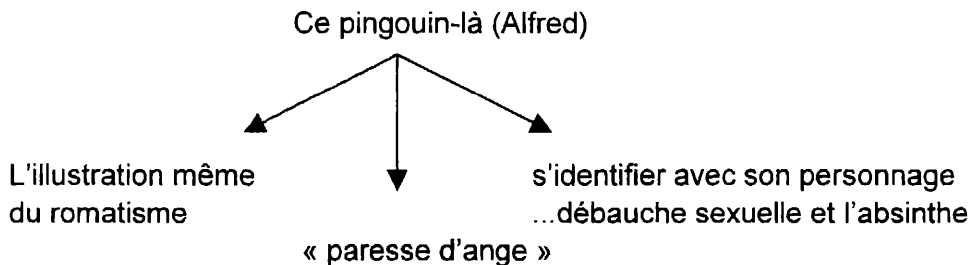 Ce pingouin-là (Alfred)
L'illustration même
du romatisme
« paresse d'ange »
s'identifier avec son personnage
...débauche sexuelle et l'absinthe